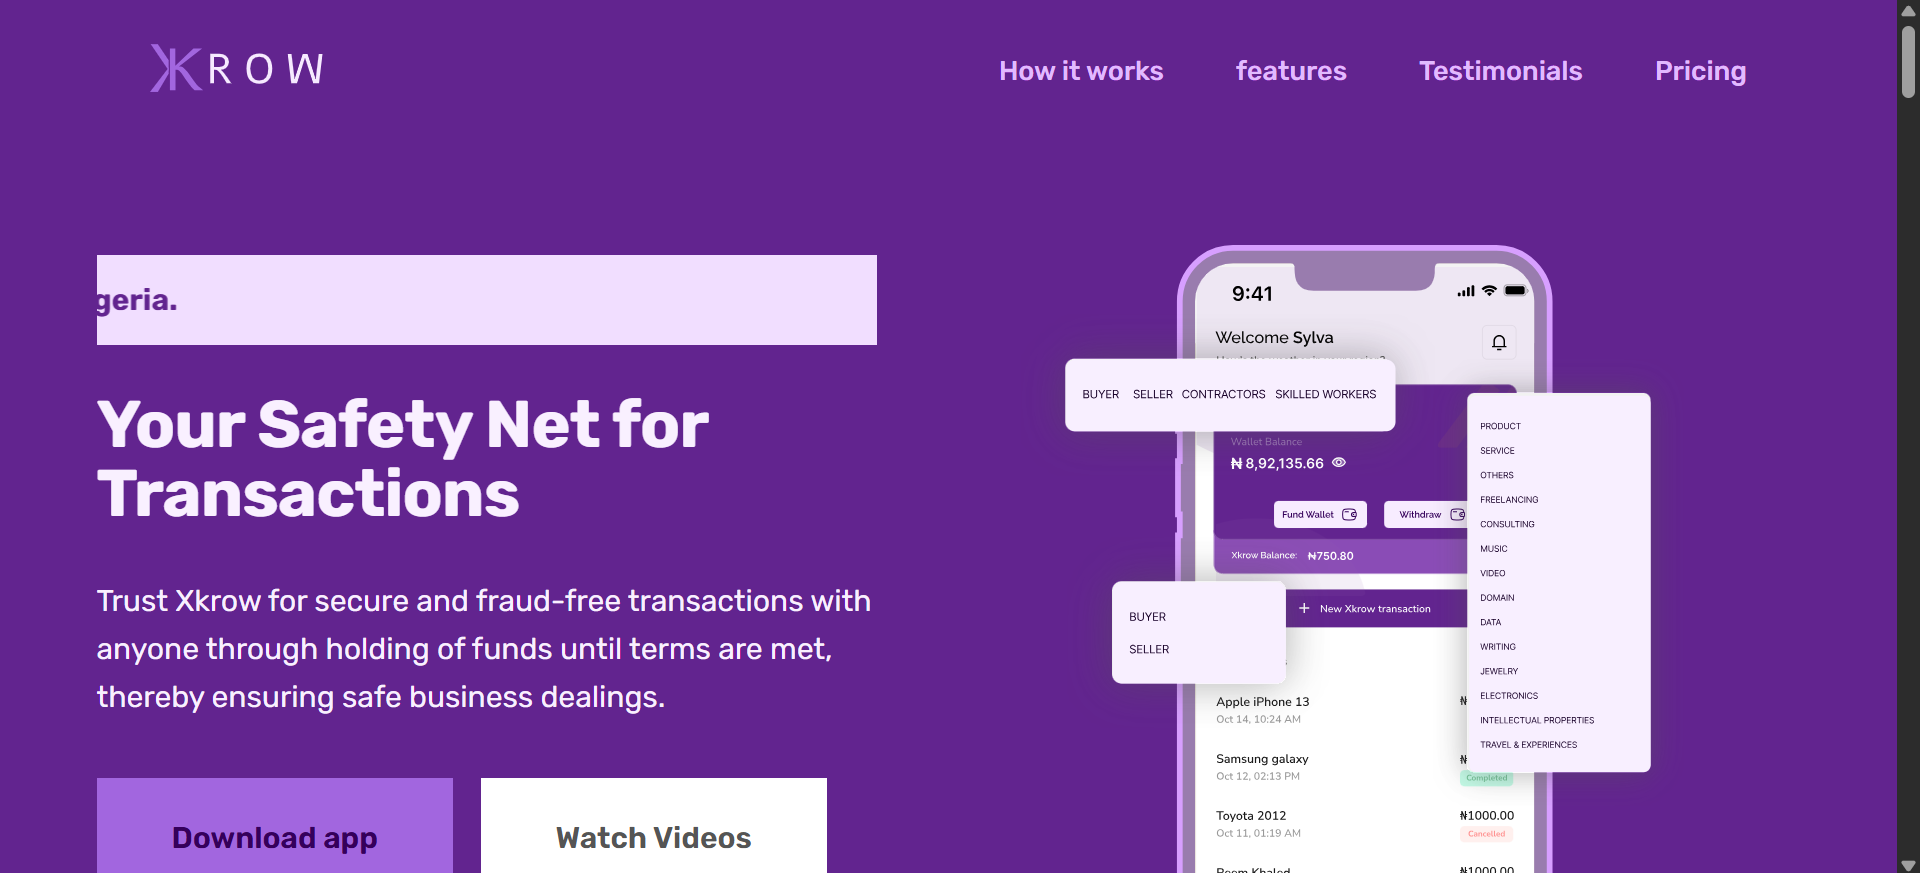 XKROW
How it works features Testimonials Pricing
geria.
Your Safety Net for
Transactions
Trust Xkrow for secure and fraud-free transactions with
anyone through holding of funds until terms are met,
thereby ensuring safe business dealings.
Download app
Watch Videos
9:41
Welcome Sylva
BUYER SELLER CONTRACTORS SKILLED WORKERS
Wallet Balance
₦ 8,92,135.66
Fund Wallet
Withdraw
Xkrow Balance: ₦750.80
+ New Xkrow transaction
BUYER
SELLER
Apple iPhone 13
₦
Oct 14, 10:24 AM
Samsung galaxy
₦
Oct 12, 02:13 PM
Completed
Toyota 2012
₦1000.00
Oct 11, 01:19 AM
Cancelled
PRODUCT
SERVICE
OTHERS
FREELANCING
CONSULTING
MUSIC
VIDEO
DOMAIN
DATA
WRITING
JEWELRY
ELECTRONICS
INTELLECTUAL PROPERTIES
TRAVEL & EXPERIENCES